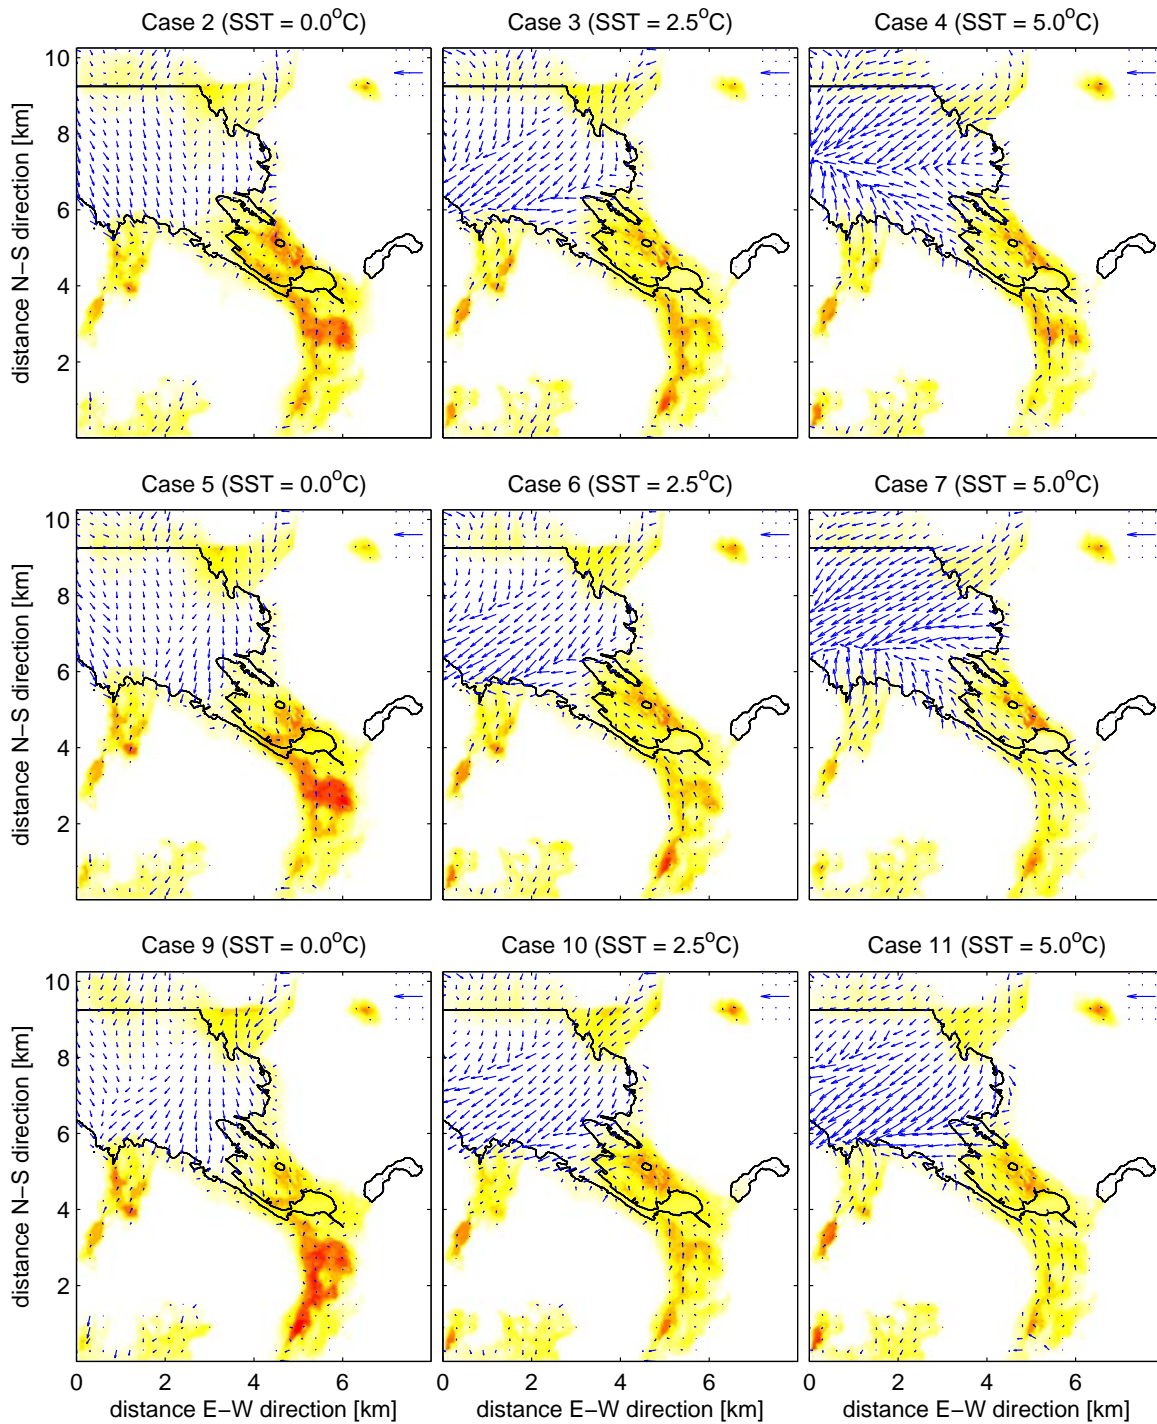 Case 2 (SST = 0.0°C) Case 3 (SST = 2.5°C) Case 4 (SST = 5.0°C)
10
8
6
4
2
distance N−S direction [km]
Case 5 (SST = 0.0°C) Case 6 (SST = 2.5°C) Case 7 (SST = 5.0°C)
10
8
6
4
2
distance N−S direction [km]
Case 9 (SST = 0.0°C) Case 10 (SST = 2.5°C) Case 11 (SST = 5.0°C)
10
8
6
4
2
distance N−S direction [km]
0 2 4 6 0 2 4 6 0 2 4 6
distance E−W direction [km] distance E−W direction [km] distance E−W direction [km]